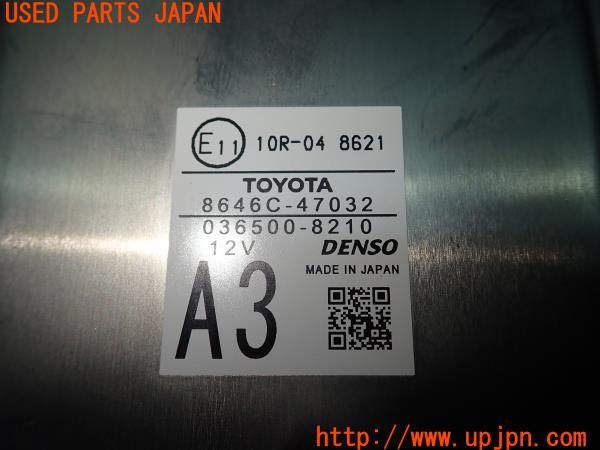 USED PARTS JAPAN
E11 10R-04 8621
TOYOTA
8646C-47032
036500-8210
12V DENSO
MADE IN JAPAN
A3
UPJ
http://www.upjpn.com